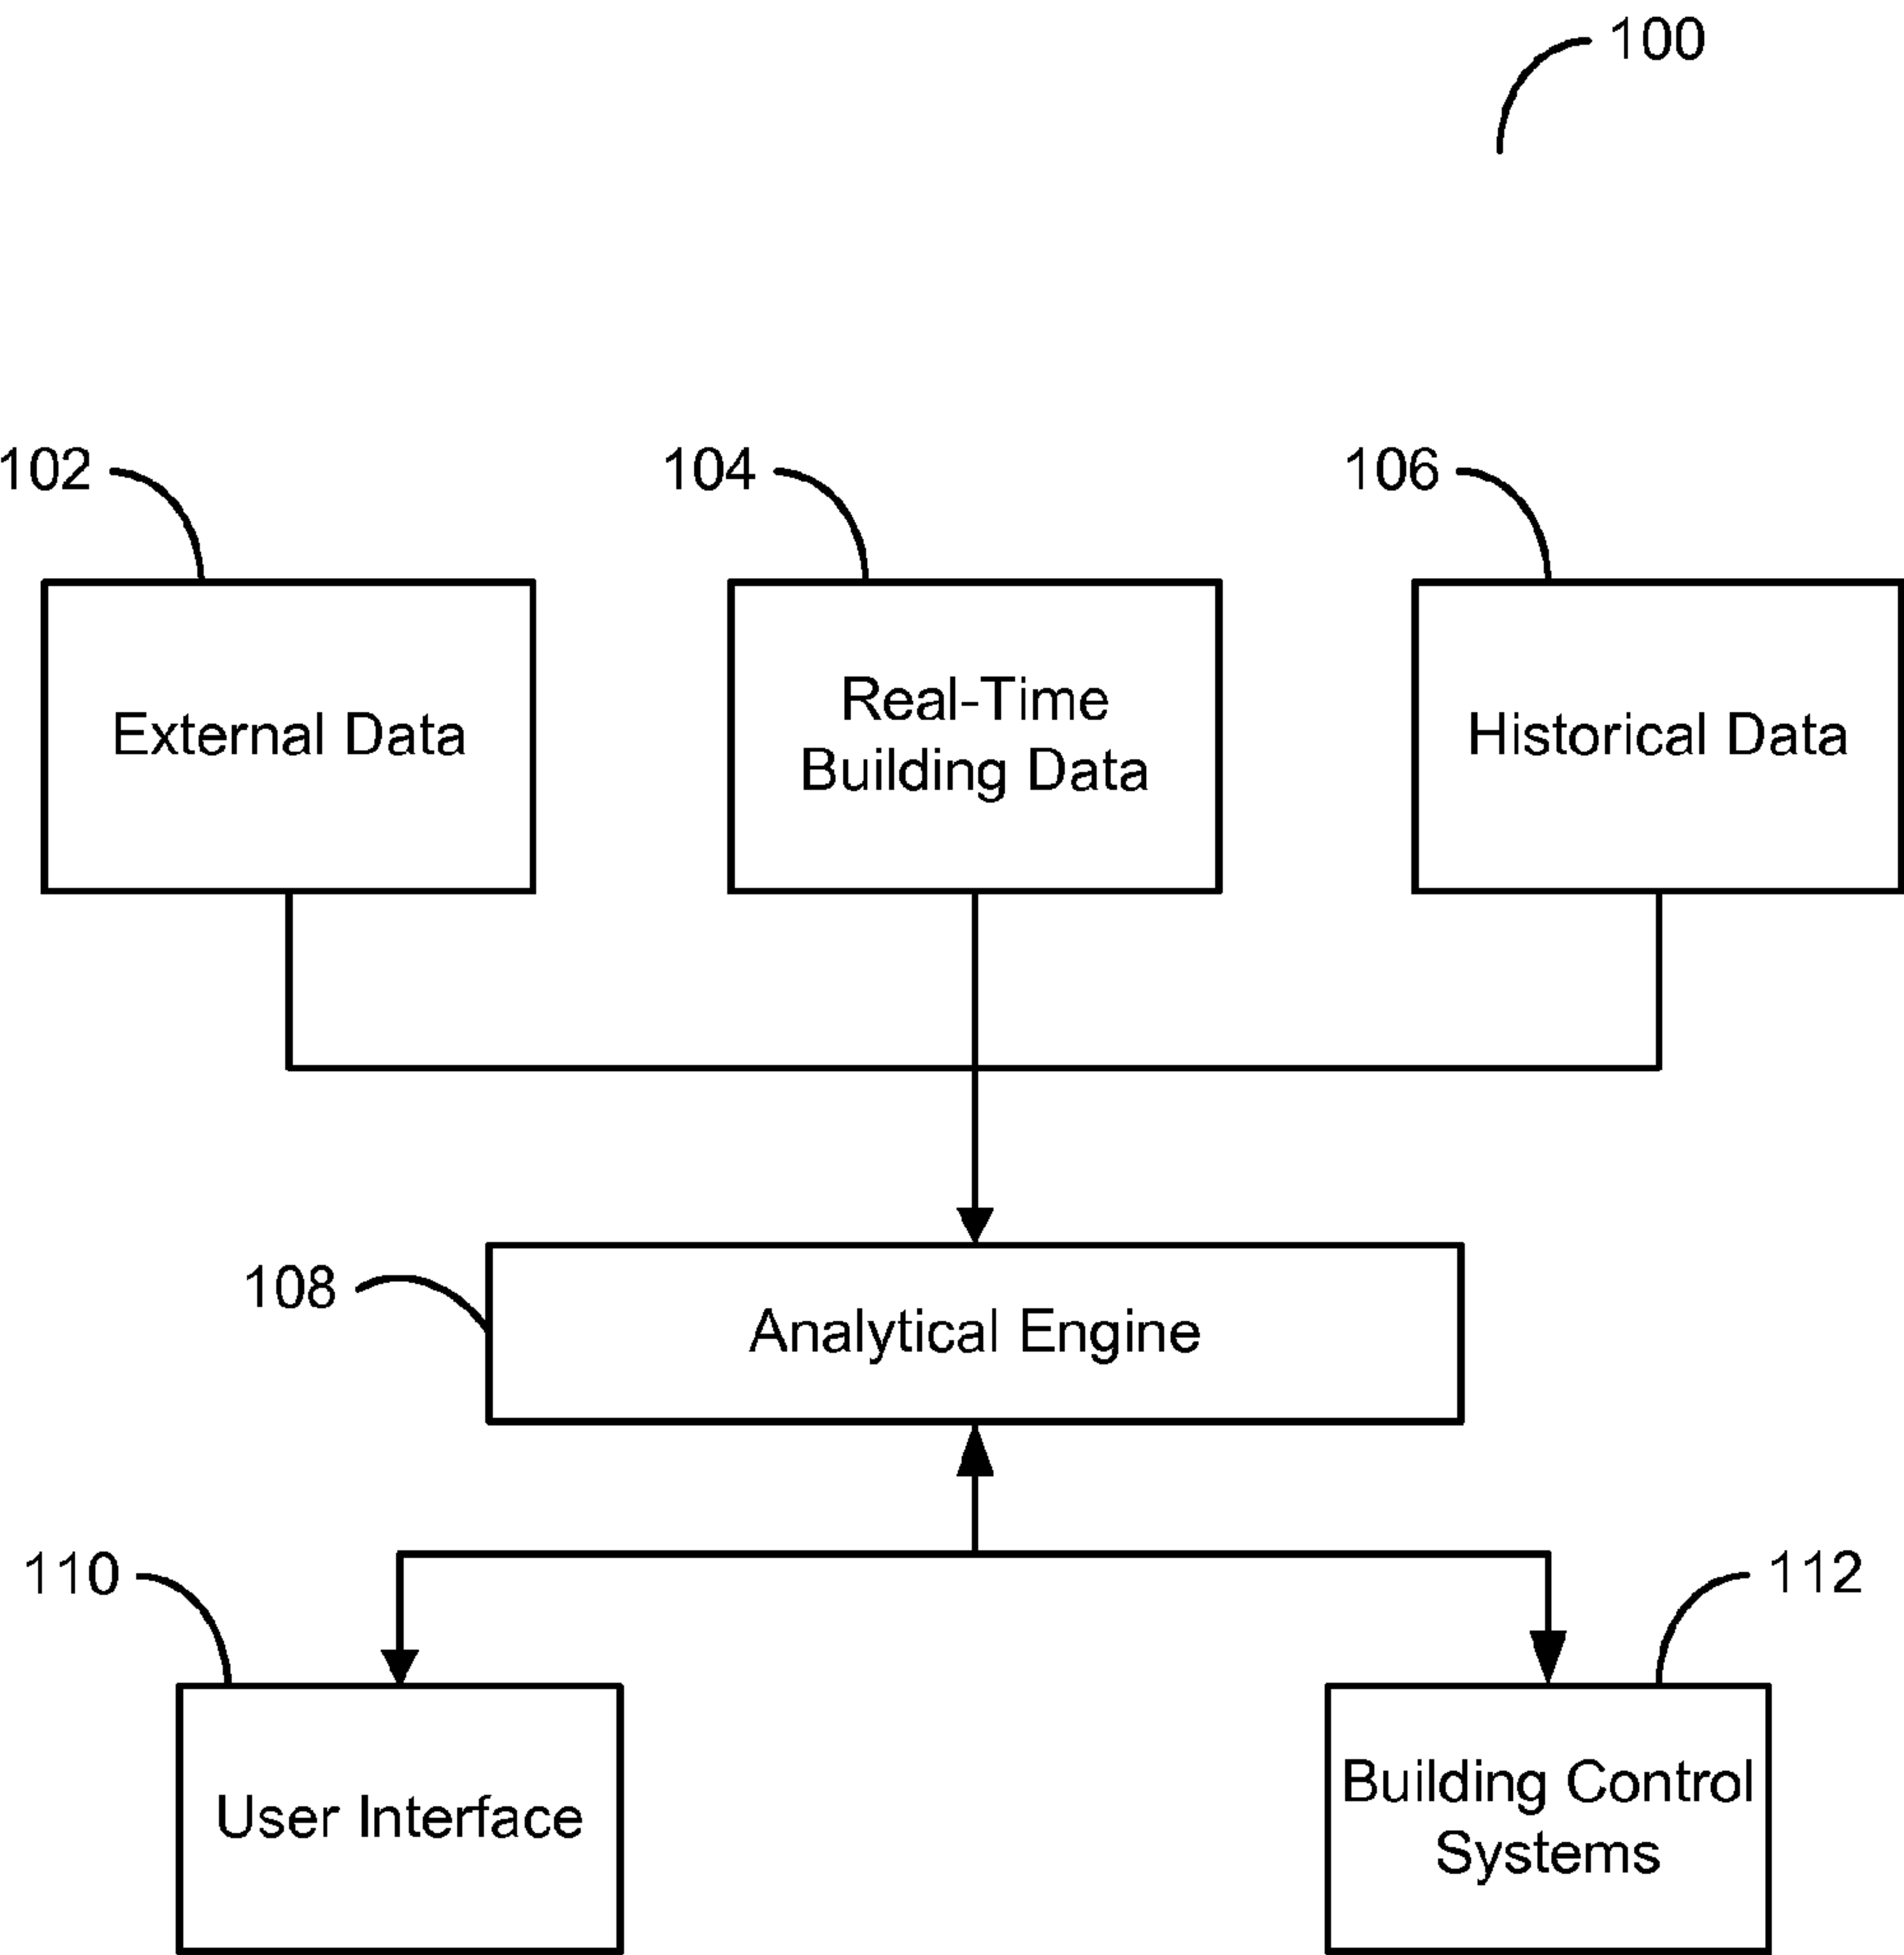 100
102
104
106
External Data
Real-Time
Building Data
Historical Data
108
Analytical Engine
110
112
User Interface
Building Control
Systems